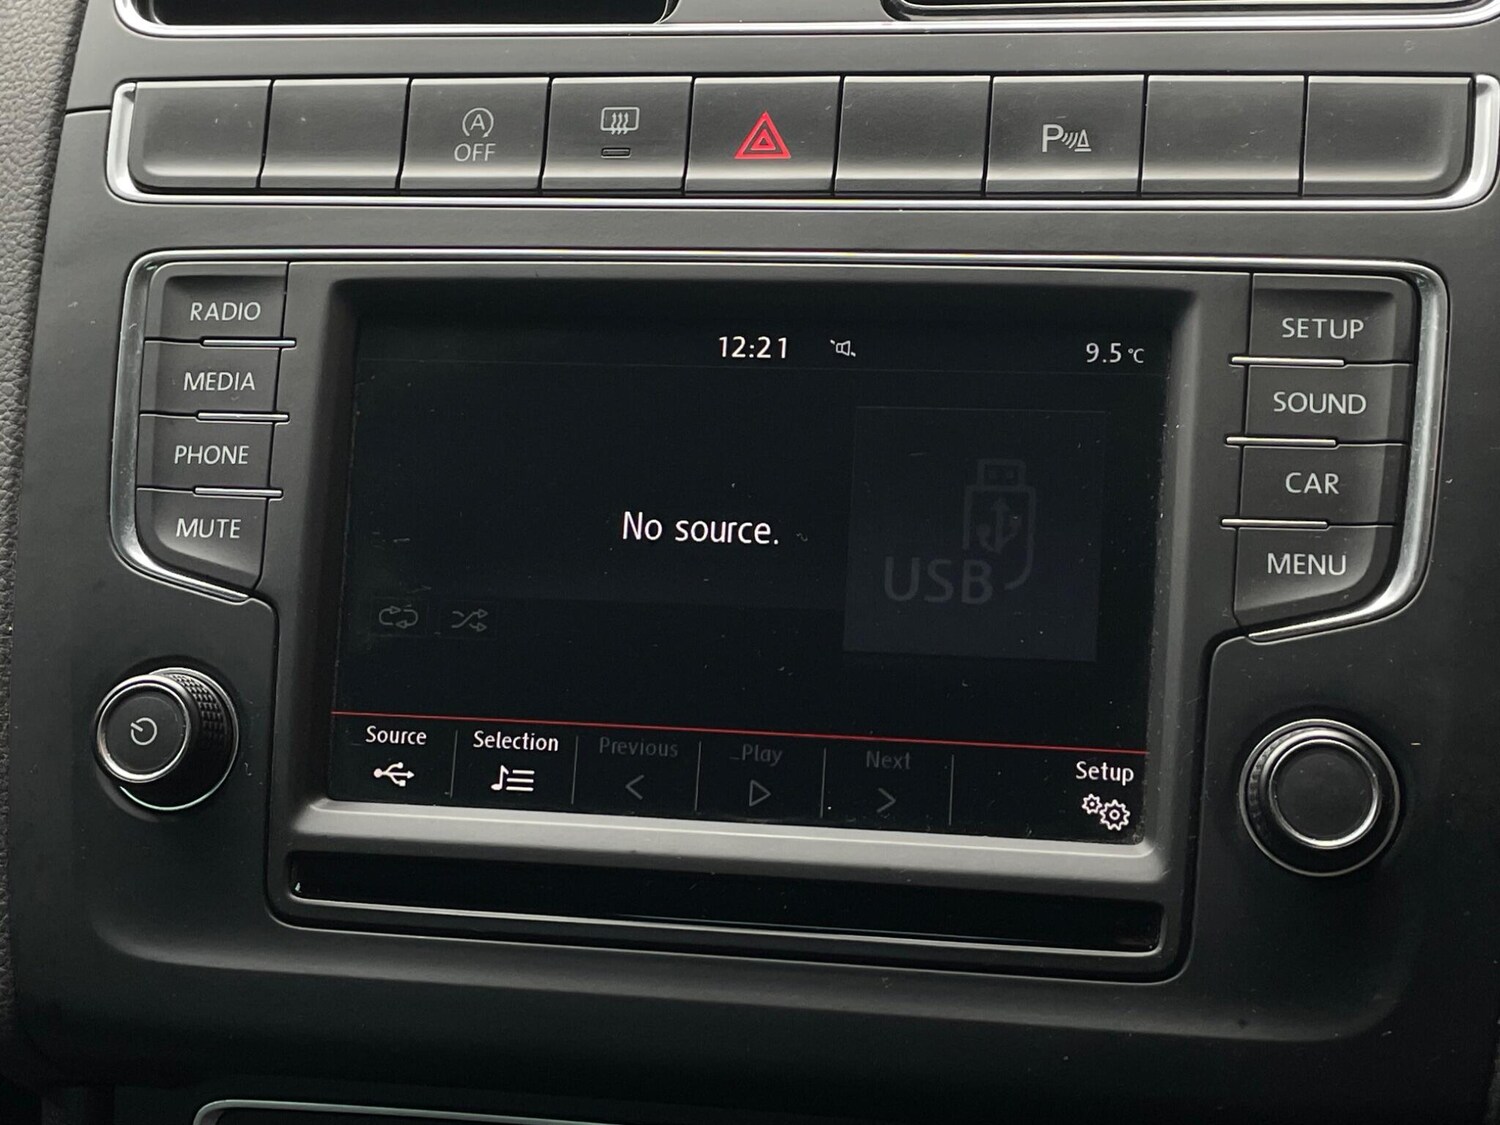 A
OFF
P
RADIO
MEDIA
PHONE
MUTE
12:21
9.5 °C
No source.
USB
Source
Selection
Previous
Play
Next
Setup
SETUP
SOUND
CAR
MENU